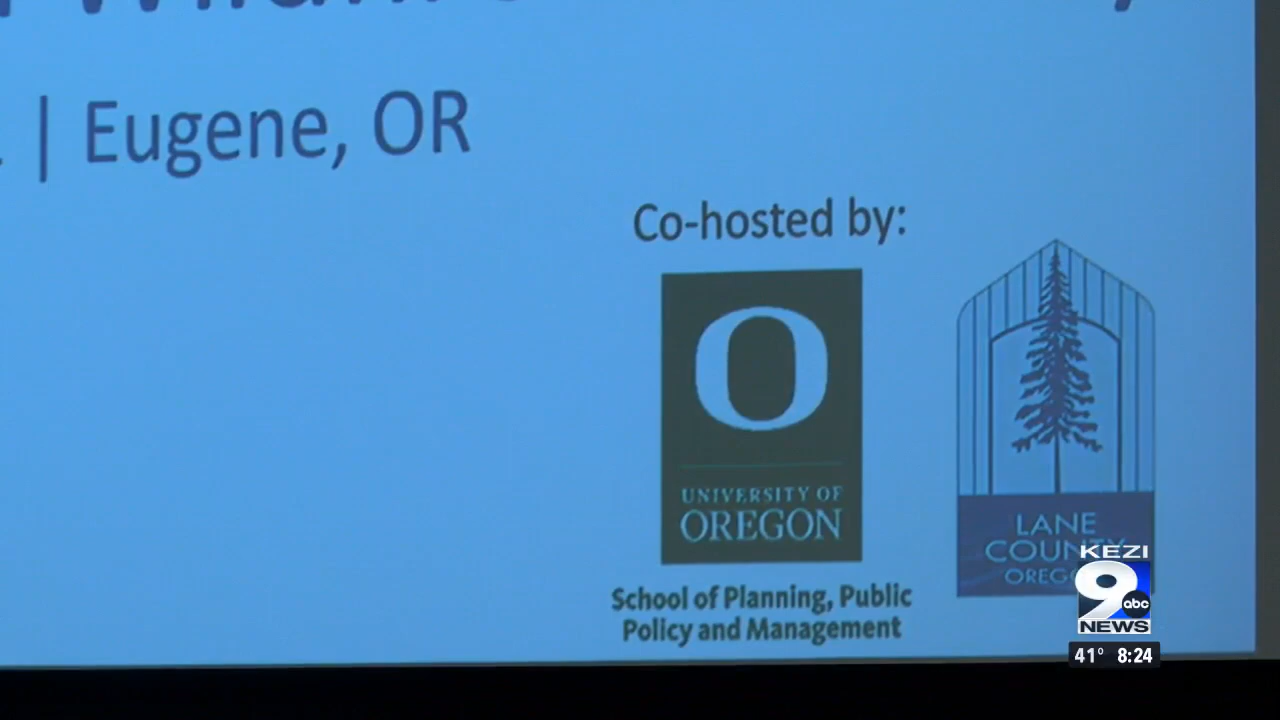 | Eugene, OR
Co-hosted by:
O
UNIVERSITY OF
OREGON
School of Planning, Public
Policy and Management
LANE
COUNTY
KEZI
9
abc
NEWS
41° 8:24